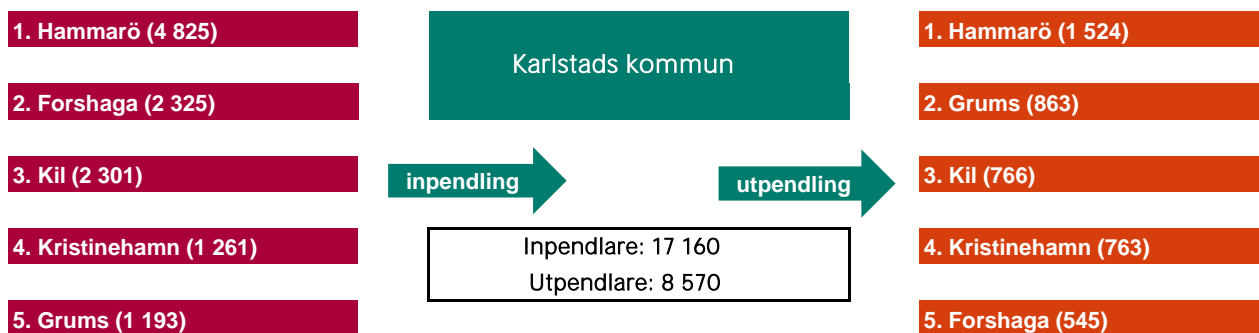 1. Hammarö (4 825)
2. Forshaga (2 325)
3. Kil (2 301)
4. Kristinehamn (1 261)
5. Grums (1 193)
Karlstads kommun
inpendling
utpendling
Inpendlare: 17 160
Utpendlare: 8 570
1. Hammarö (1 524)
2. Grums (863)
3. Kil (766)
4. Kristinehamn (763)
5. Forshaga (545)